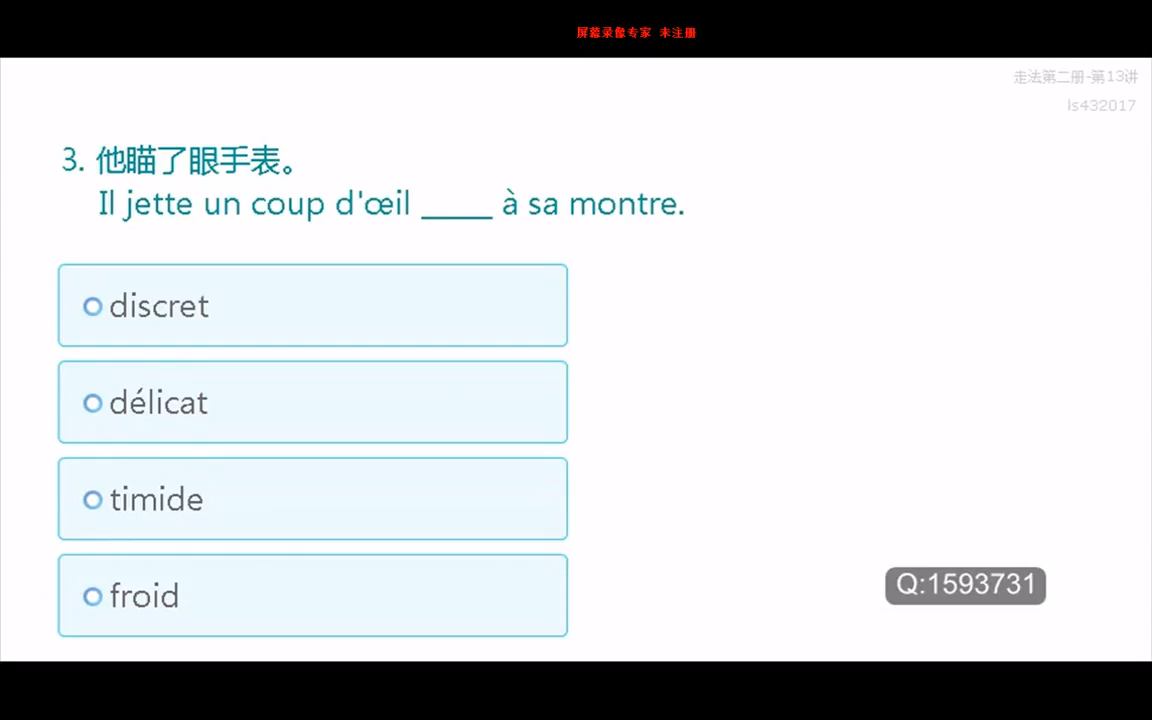 屏幕录像专家 未注册
走法第二册-第13讲
ls432017
3. 他瞄了眼手表。
Il jette un coup d'œil _____ à sa montre.
discret
délicat
timide
froid
Q:1593731